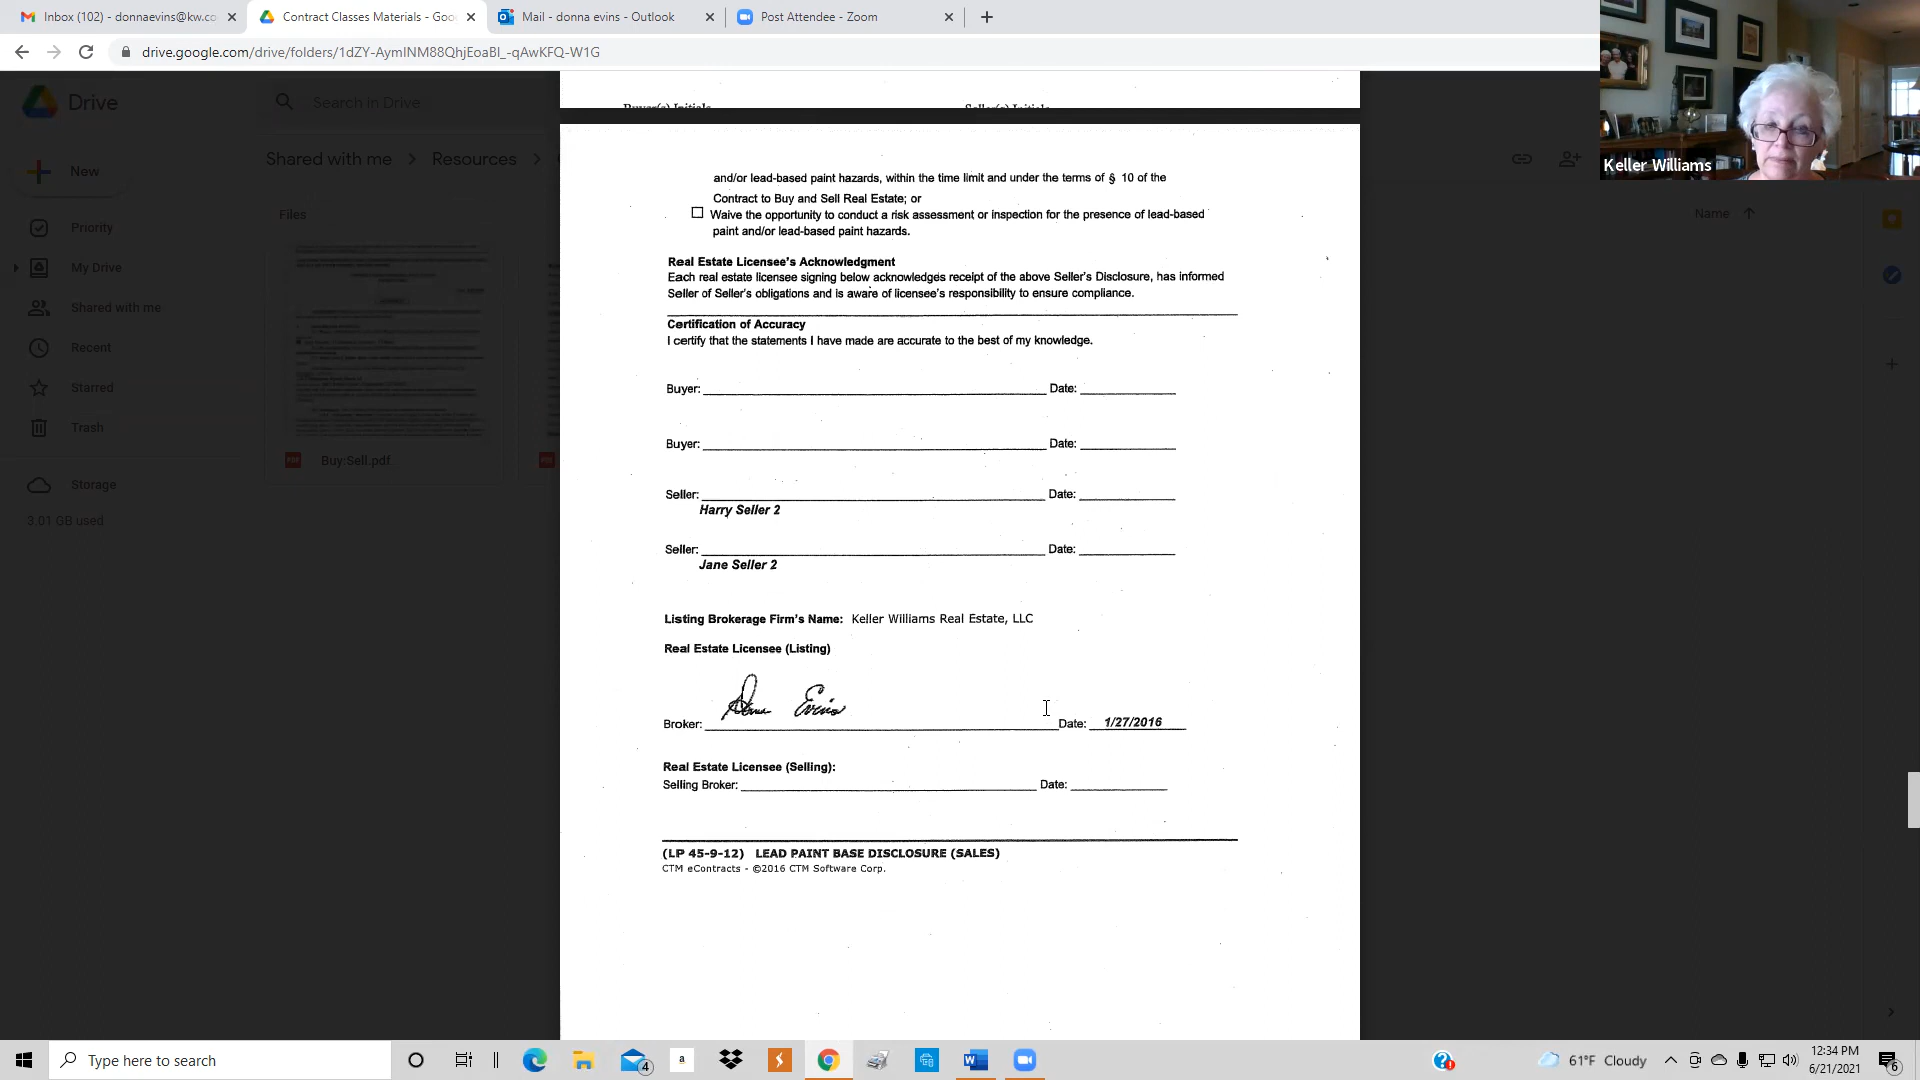 Inbox (102) - donnaevins@kw.co
Contract Classes Materials - Goo
Mail - donna evins - Outlook
Post Attendee - Zoom
drive.google.com/drive/folders/1dZY-AymINM88QhjEoaBI_-qAwKFQ-W1G
Drive
Search in Drive
Shared with me > Resources >
New
Files
Name
Priority
My Drive
Shared with me
Recent
Starred
Trash
Storage
3.01 GB used
PDF
Buy:Sell.pdf
PDF
Keller Williams
Buyer(s) Initials Seller(s) Initials
and/or lead-based paint hazards, within the time limit and under the terms of § 10 of the
Contract to Buy and Sell Real Estate; or
Waive the opportunity to conduct a risk assessment or inspection for the presence of lead-based
paint and/or lead-based paint hazards.
Real Estate Licensee's Acknowledgment
Each real estate licensee signing below acknowledges receipt of the above Seller's Disclosure, has informed
Seller of Seller's obligations and is aware of licensee's responsibility to ensure compliance.
Certification of Accuracy
I certify that the statements I have made are accurate to the best of my knowledge.
Buyer: Date:
Buyer: Date:
Seller: Date:
Harry Seller 2
Seller: Date:
Jane Seller 2
Listing Brokerage Firm's Name: Keller Williams Real Estate, LLC
Real Estate Licensee (Listing)
Donna Evins
Broker: Date: 1/27/2016
Real Estate Licensee (Selling):
Selling Broker: Date:
(LP 45-9-12) LEAD PAINT BASE DISCLOSURE (SALES)
CTM eContracts - ©2016 CTM Software Corp.
Type here to search
4
a
61°F Cloudy
12:34 PM
6/21/2021
6